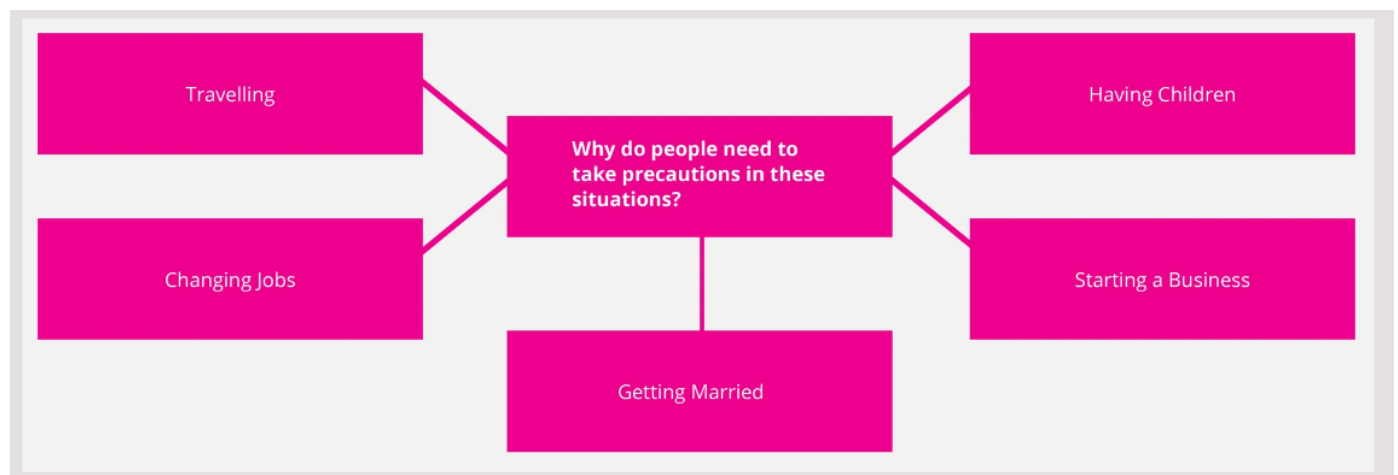 Travelling
Having Children
Why do people need to
take precautions in these
situations?
Changing Jobs
Starting a Business
Getting Married